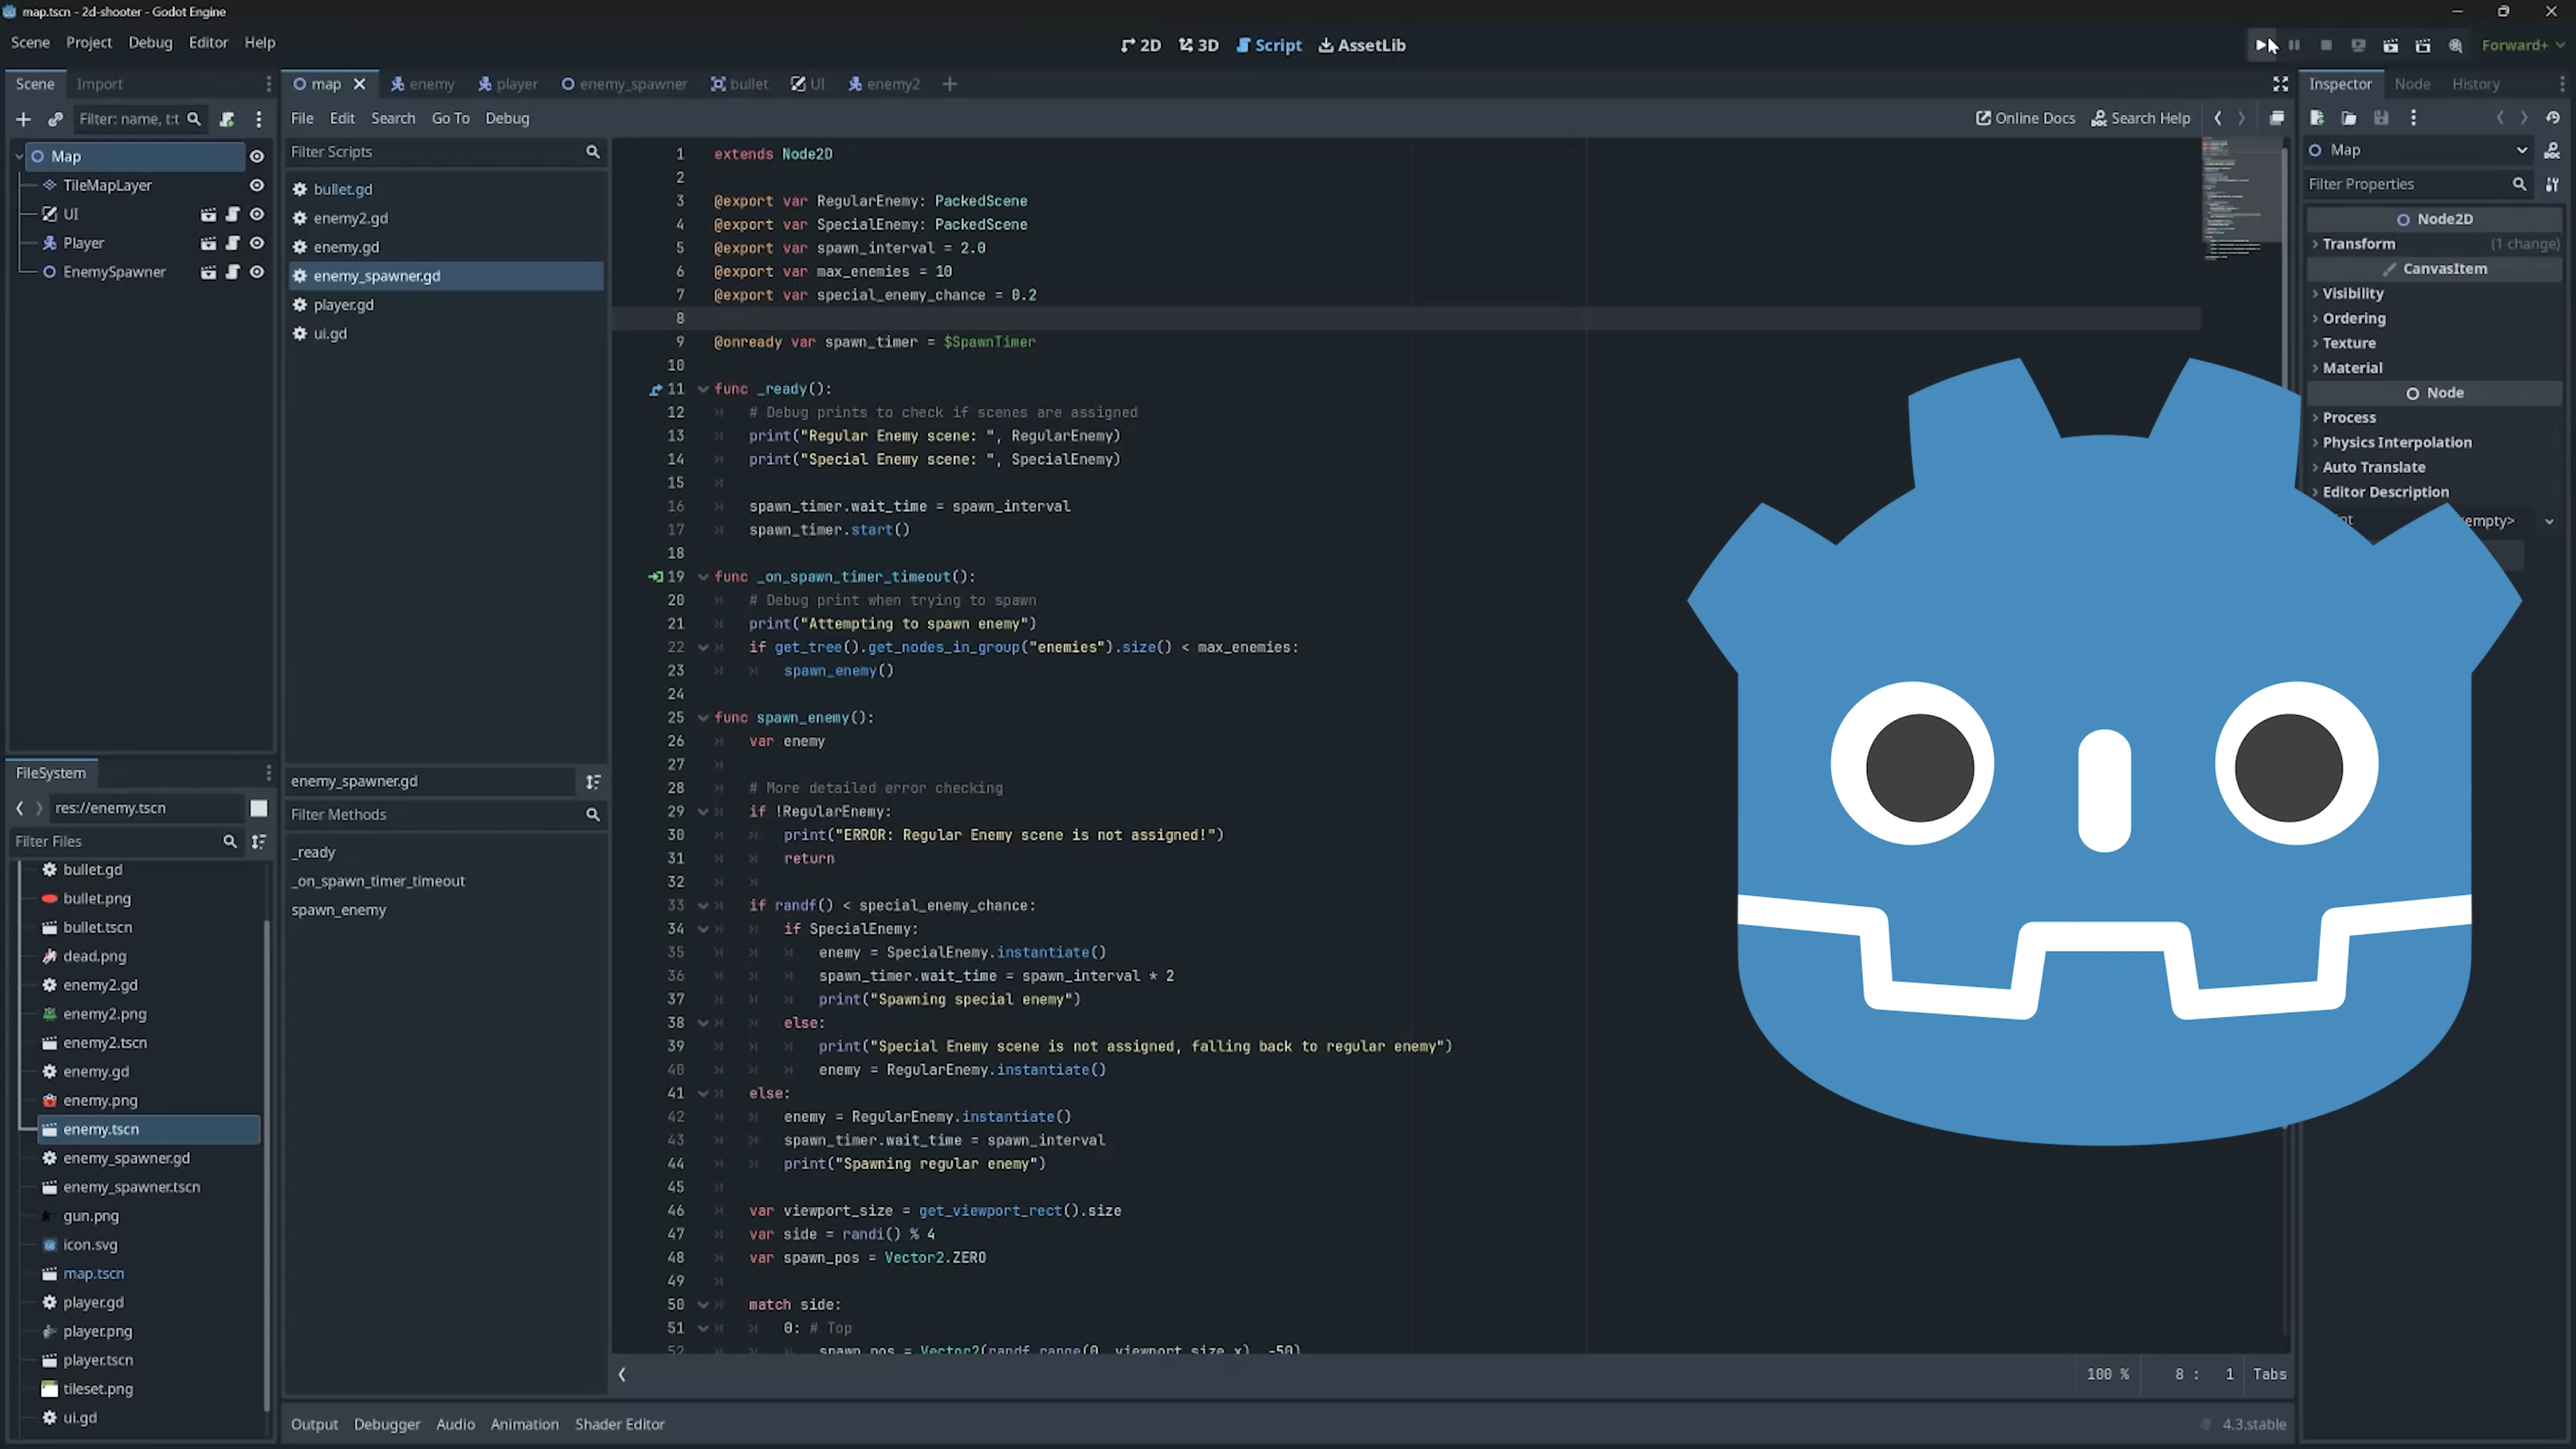 map.tscn - 2d-shooter - Godot Engine
Scene Project Debug Editor Help
2D 3D Script AssetLib
Forward+
Scene Import
map enemy player enemy_spawner bullet UI enemy2
Inspector Node History
Filter: name, t:t
File Edit Search Go To Debug
Online Docs Search Help
Map
TileMapLayer
UI
Player
EnemySpawner
Filter Scripts
bullet.gd
enemy2.gd
enemy.gd
enemy_spawner.gd
player.gd
ui.gd
enemy_spawner.gd
Filter Methods
_ready
_on_spawn_timer_timeout
spawn_enemy
FileSystem
res://enemy.tscn
Filter Files
bullet.gd
bullet.png
bullet.tscn
dead.png
enemy2.gd
enemy2.png
enemy2.tscn
enemy.gd
enemy.png
enemy.tscn
enemy_spawner.gd
enemy_spawner.tscn
gun.png
icon.svg
map.tscn
player.gd
player.png
player.tscn
tileset.png
ui.gd
1 extends Node2D
2
3 @export var RegularEnemy: PackedScene
4 @export var SpecialEnemy: PackedScene
5 @export var spawn_interval = 2.0
6 @export var max_enemies = 10
7 @export var special_enemy_chance = 0.2
8
9 @onready var spawn_timer = $SpawnTimer
10
11 func _ready():
12 # Debug prints to check if scenes are assigned
13 print("Regular Enemy scene: ", RegularEnemy)
14 print("Special Enemy scene: ", SpecialEnemy)
15
16 spawn_timer.wait_time = spawn_interval
17 spawn_timer.start()
18
19 func _on_spawn_timer_timeout():
20 # Debug print when trying to spawn
21 print("Attempting to spawn enemy")
22 if get_tree().get_nodes_in_group("enemies").size() < max_enemies:
23 spawn_enemy()
24
25 func spawn_enemy():
26 var enemy
27
28 # More detailed error checking
29 if !RegularEnemy:
30 print("ERROR: Regular Enemy scene is not assigned!")
31 return
32
33 if randf() < special_enemy_chance:
34 if SpecialEnemy:
35 enemy = SpecialEnemy.instantiate()
36 spawn_timer.wait_time = spawn_interval * 2
37 print("Spawning special enemy")
38 else:
39 print("Special Enemy scene is not assigned, falling back to regular enemy")
40 enemy = RegularEnemy.instantiate()
41 else:
42 enemy = RegularEnemy.instantiate()
43 spawn_timer.wait_time = spawn_interval
44 print("Spawning regular enemy")
45
46 var viewport_size = get_viewport_rect().size
47 var side = randi() % 4
48 var spawn_pos = Vector2.ZERO
49
50 match side:
51 0: # Top
52 spawn_pos = Vector2(randf_range(0, viewport_size.x), -50)
100 % 8 : 1 Tabs
Output Debugger Audio Animation Shader Editor
4.3.stable
Map
Filter Properties
Node2D
Transform (1 change)
CanvasItem
Visibility
Ordering
Texture
Material
Node
Process
Physics Interpolation
Auto Translate
Editor Description
empty>